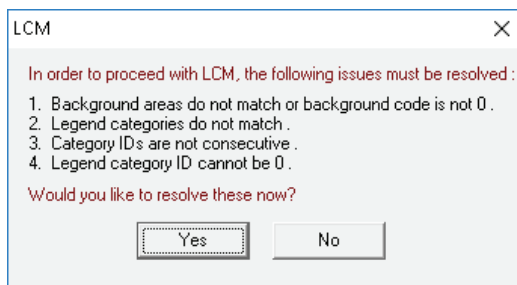 LCM
In order to proceed with LCM, the following issues must be resolved :
1. Background areas do not match or background code is not 0 .
2. Legend categories do not match .
3. Category IDs are not consecutive .
4. Legend category ID cannot be 0 .
Would you like to resolve these now?
Yes No